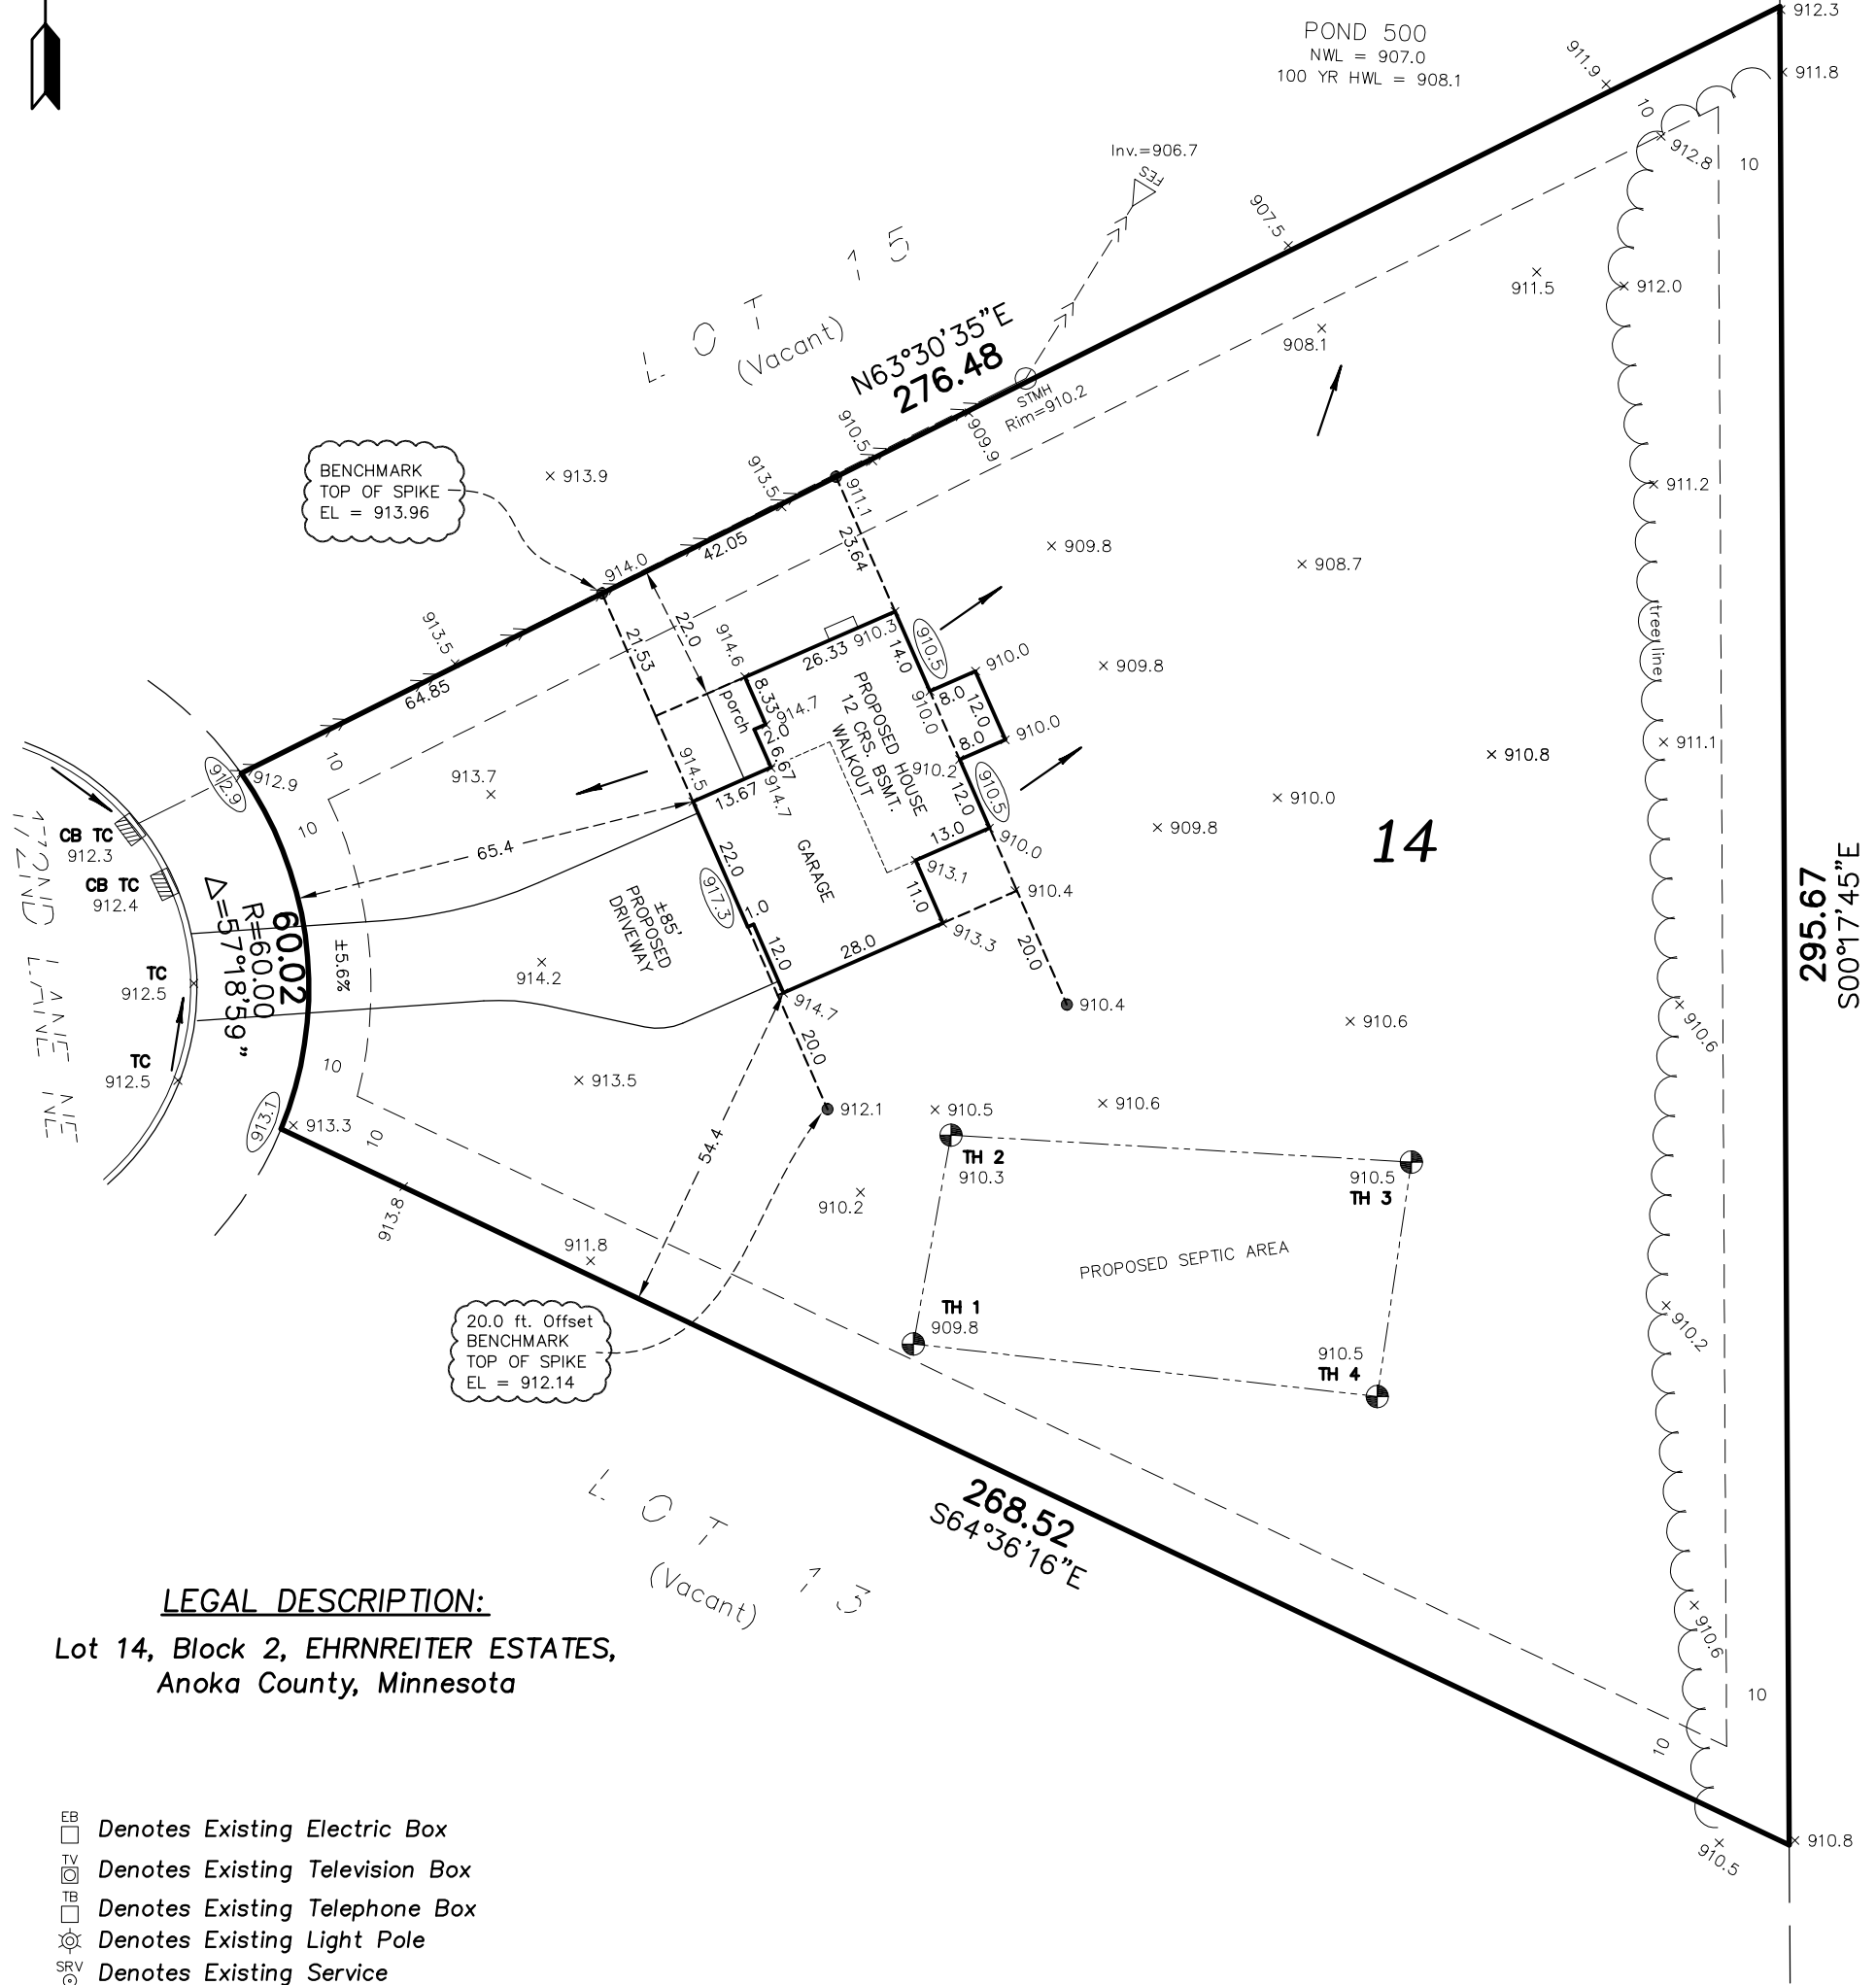 912.3
POND 500
NWL = 907.0
100 YR HWL = 908.1
911.9
911.8
10
912.8
10
Inv.=906.7
FES
907.5
LOT 15
(Vacant)
911.5
912.0
908.1
N63°30'35"E
276.48
STMH
Rim=910.2
910.5
909.9
BENCHMARK
TOP OF SPIKE
EL = 913.96
913.9
913.5
911.1
911.2
42.05
23.64
914.0
909.8
908.7
913.5
21.53
22.0
914.6
910.3
26.33
14.0
910.5
tree line
64.85
porch
8.33
914.7
2.0
6.67
PROPOSED HOUSE
12 CRS. BSMT.
WALKOUT
910.0
8.0
12.0
910.0
909.8
910.0
8.0
910.8
911.1
10
912.9
912.9
913.7
914.5
13.67
914.7
910.2
12.0
910.5
910.0
10
CB TC
912.3
65.4
GARAGE
13.0
910.0
909.8
14
CB TC
912.4
22.0
917.3
913.1
11.0
910.4
295.67
S00°17'45"E
172ND LANE NE
60.02
R=60.00
△=57°18'59"
±5.6%
±85'
PROPOSED
DRIVEWAY
1.0
12.0
28.0
913.3
20.0
TC
912.5
914.2
914.7
910.4
910.6
910.6
TC
912.5
10
913.5
20.0
913.1
913.3
10
912.1
910.5
910.6
54.4
TH 2
910.3
910.5
TH 3
913.8
910.2
911.8
PROPOSED SEPTIC AREA
TH 1
909.8
910.2
20.0 ft. Offset
BENCHMARK
TOP OF SPIKE
EL = 912.14
910.5
TH 4
268.52
S64°36'16"E
LOT 13
(Vacant)
910.6
10
10
910.8
910.5
LEGAL DESCRIPTION:
Lot 14, Block 2, EHRNREITER ESTATES,
Anoka County, Minnesota
EB
Denotes Existing Electric Box
TV
Denotes Existing Television Box
TB
Denotes Existing Telephone Box
Denotes Existing Light Pole
SRV
Denotes Existing Service